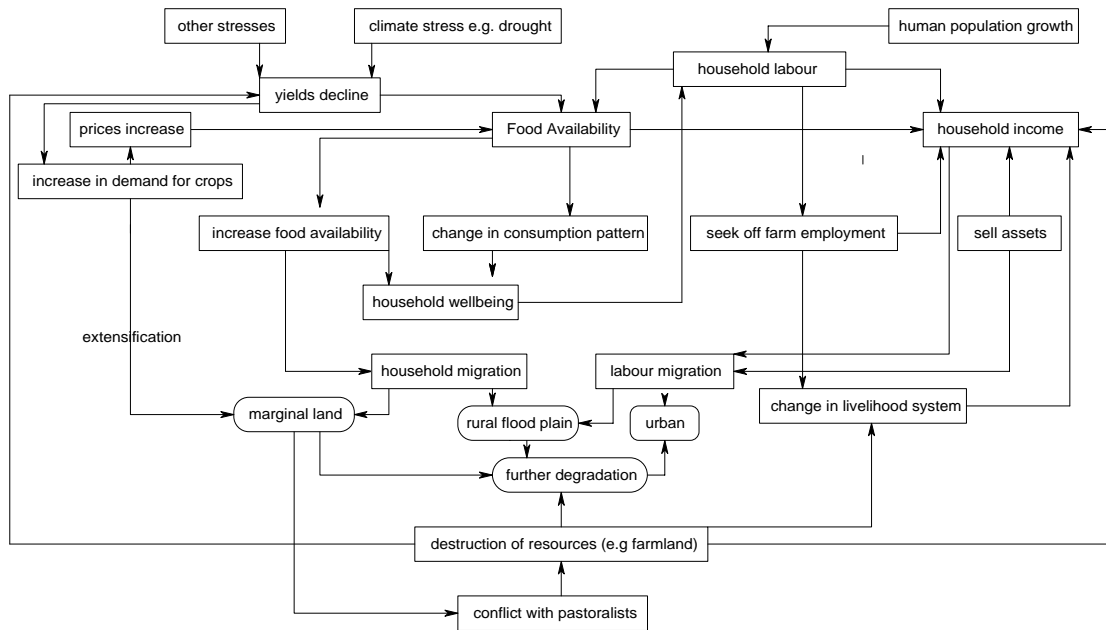 other stresses
climate stress e.g. drought
human population growth
household labour
yields decline
prices increase
Food Availability
household income
increase in demand for crops
increase food availability
change in consumption pattern
seek off farm employment
sell assets
household wellbeing
extensification
household migration
labour migration
marginal land
rural flood plain
urban
change in livelihood system
further degradation
destruction of resources (e.g farmland)
conflict with pastoralists